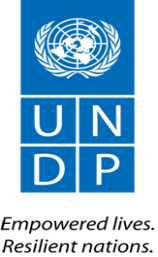 U N
D P
Empowered lives.
Resilient nations.